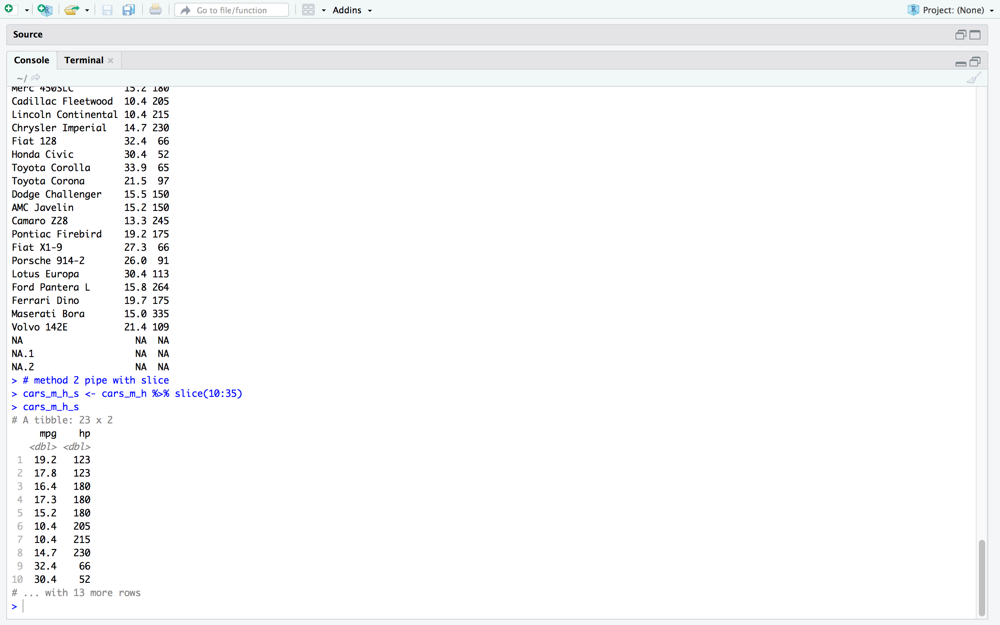 Go to file/function
Addins
Project: (None)
Source
Console
Terminal
~/
Merc 450SLC 15.2 180
Cadillac Fleetwood 10.4 205
Lincoln Continental 10.4 215
Chrysler Imperial 14.7 230
Fiat 128 32.4 66
Honda Civic 30.4 52
Toyota Corolla 33.9 65
Toyota Corona 21.5 97
Dodge Challenger 15.5 150
AMC Javelin 15.2 150
Camaro Z28 13.3 245
Pontiac Firebird 19.2 175
Fiat X1-9 27.3 66
Porsche 914-2 26.0 91
Lotus Europa 30.4 113
Ford Pantera L 15.8 264
Ferrari Dino 19.7 175
Maserati Bora 15.0 335
Volvo 142E 21.4 109
NA NA NA
NA.1 NA NA
NA.2 NA NA
> # method 2 pipe with slice
> cars_m_h_s <- cars_m_h %>% slice(10:35)
> cars_m_h_s
# A tibble: 23 x 2
mpg hp
<dbl> <dbl>
1 19.2 123
2 17.8 123
3 16.4 180
4 17.3 180
5 15.2 180
6 10.4 205
7 10.4 215
8 14.7 230
9 32.4 66
10 30.4 52
# ... with 13 more rows
>